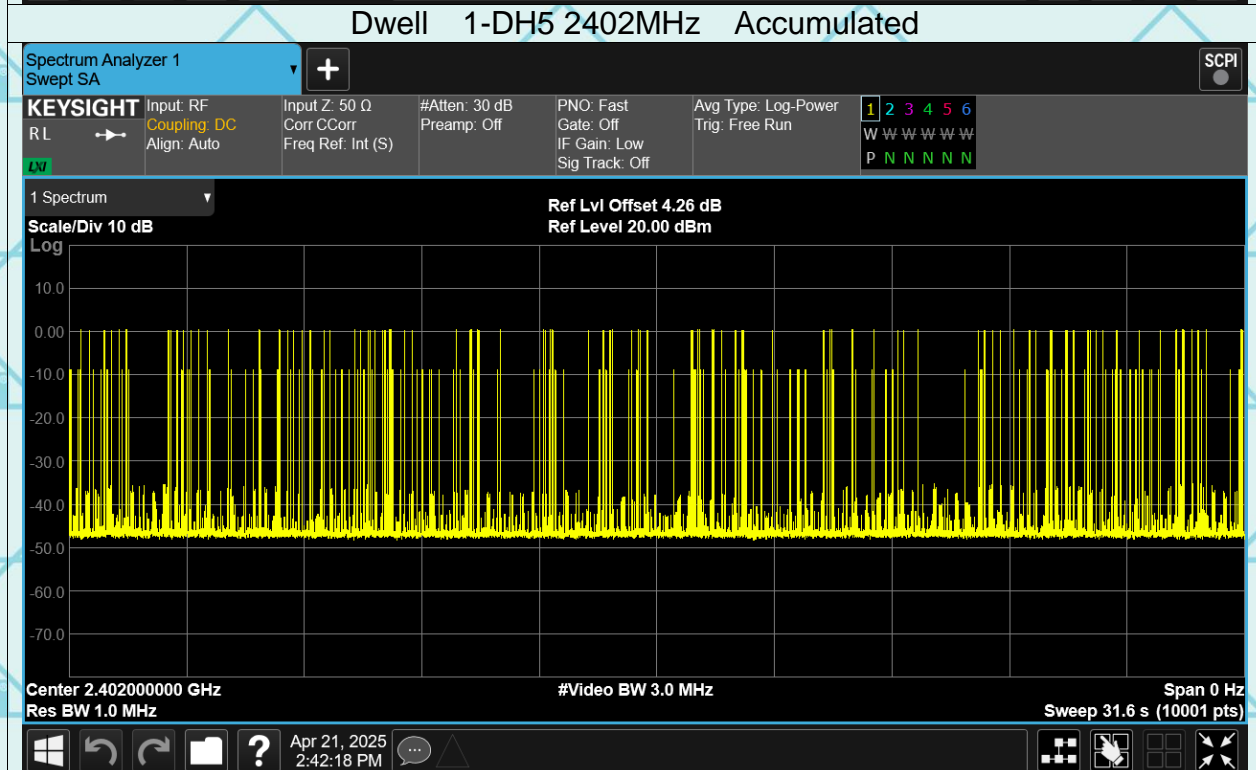 Dwell 1-DH5 2402MHz Accumulated
Spectrum Analyzer 1
Swept SA
SCPI
KEYSIGHT
R L
LXI
Input: RF
Coupling: DC
Align: Auto
Input Z: 50 Ω
Corr CCorr
Freq Ref: Int (S)
#Atten: 30 dB
Preamp: Off
PNO: Fast
Gate: Off
IF Gain: Low
Sig Track: Off
Avg Type: Log-Power
Trig: Free Run
1 2 3 4 5 6
W W W W W W
P N N N N N
1 Spectrum
Scale/Div 10 dB
Ref Lvl Offset 4.26 dB
Ref Level 20.00 dBm
Log
10.0
0.00
-10.0
-20.0
-30.0
-40.0
-50.0
-60.0
-70.0
Center 2.402000000 GHz
#Video BW 3.0 MHz
Span 0 Hz
Res BW 1.0 MHz
Sweep 31.6 s (10001 pts)
?
Apr 21, 2025
2:42:18 PM